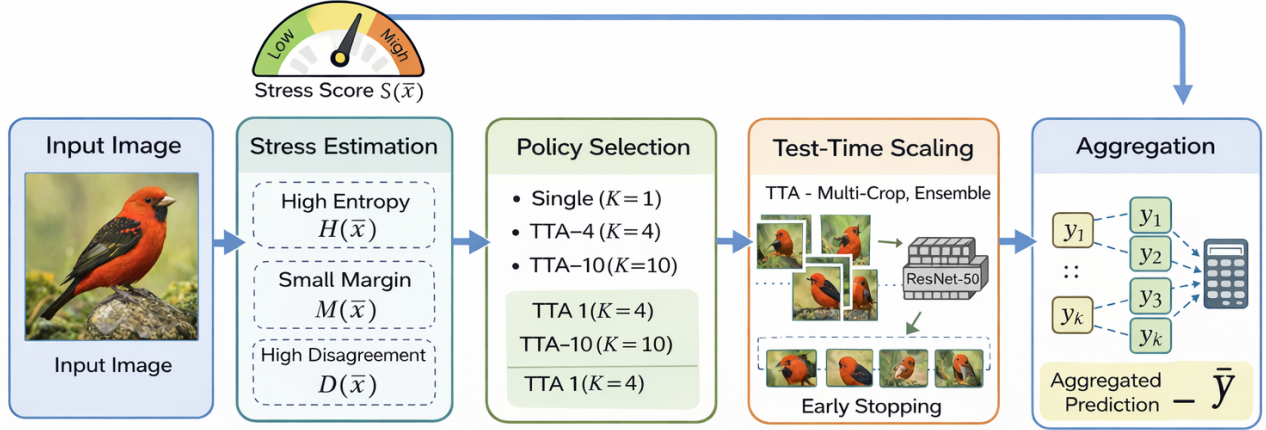 Low
Migh
Stress Score S(x̅)
Input Image
Input Image
Stress Estimation
High Entropy
H(x̅)
Small Margin
M(x̅)
High Disagreement
D(x̅)
Policy Selection
• Single (K=1)
• TTA–4 (K=4)
• TTA–10(K=10)
TTA 1(K=4)
TTA–10(K=10)
TTA 1(K=4)
Test-Time Scaling
TTA - Multi-Crop, Ensemble
ResNet-50
Early Stopping
Aggregation
y₁
::
yₖ
y₁
y₂
y₃
yₖ
Aggregated
Prediction – y̅